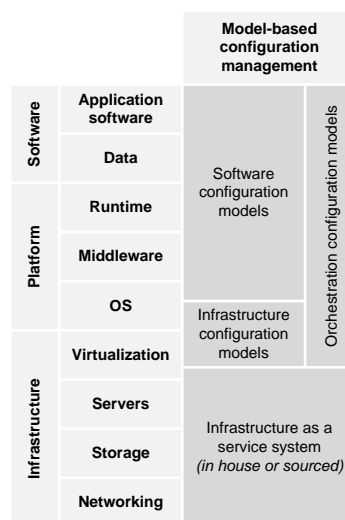 Model-based
configuration
management
Software
Application
software
Data
Platform
Runtime
Middleware
OS
Infrastructure
Virtualization
Servers
Storage
Networking
Software
configuration
models
Infrastructure
configuration
models
Orchestration configuration models
Infrastructure as a
service system
(in house or sourced)